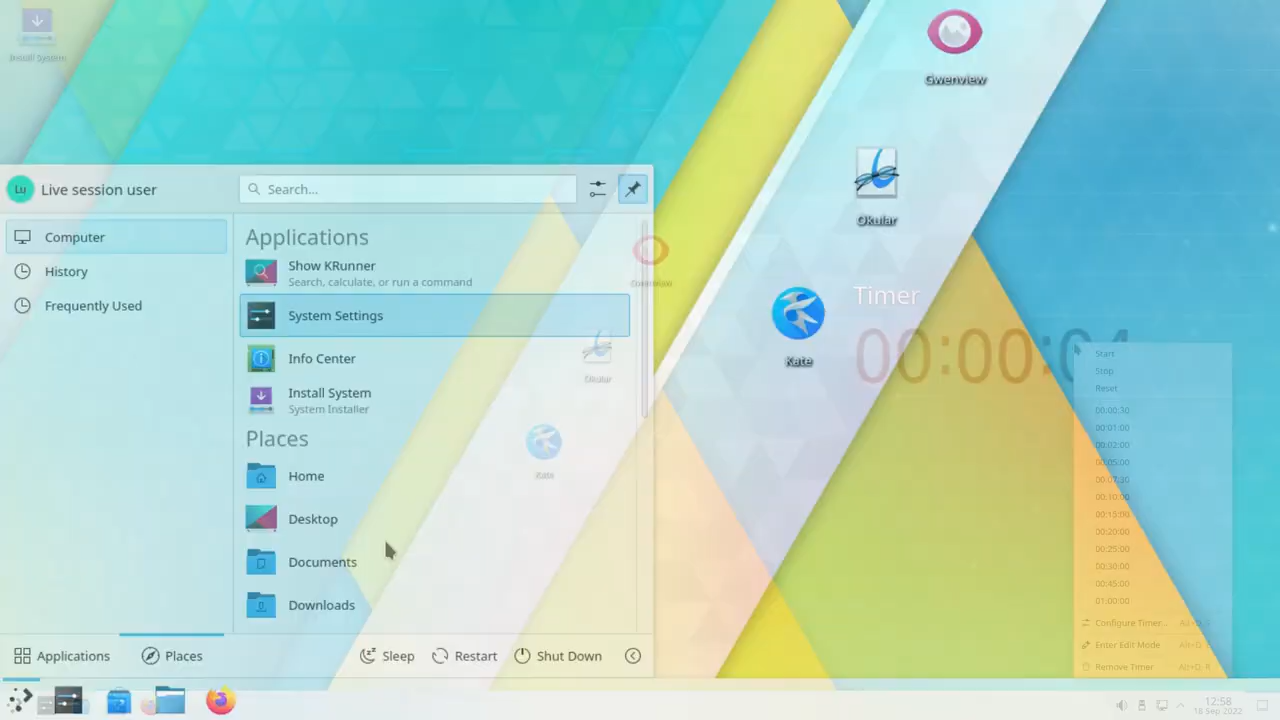 Install System
Gwenview
Okular
Live session user
Search...
Computer
History
Frequently Used
Applications
Show KRunner
Search, calculate, or run a command
System Settings
Info Center
Install System
System Installer
Places
Home
Desktop
Documents
Downloads
Gwenview
Okular
Kate
Kate
Timer
00:00:04
Start
Stop
Reset
00:00:30
00:01:00
00:02:00
00:05:00
00:07:30
00:10:00
00:15:00
00:20:00
00:25:00
00:30:00
00:45:00
01:00:00
Configure Timer...
Enter Edit Mode
Remove Timer Alt+D, R
Applications
Places
Sleep
Restart
Shut Down
12:58
18 Sep 2022